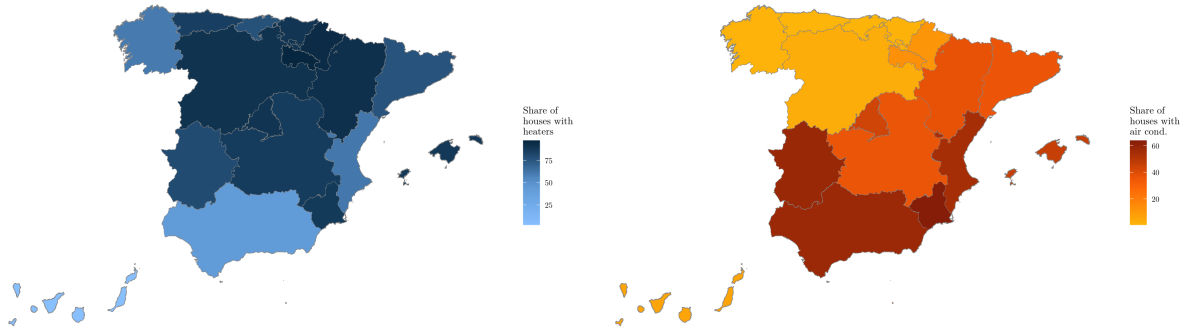 Share of
houses with
heaters
75
50
25
Share of
houses with
air cond.
60
40
20